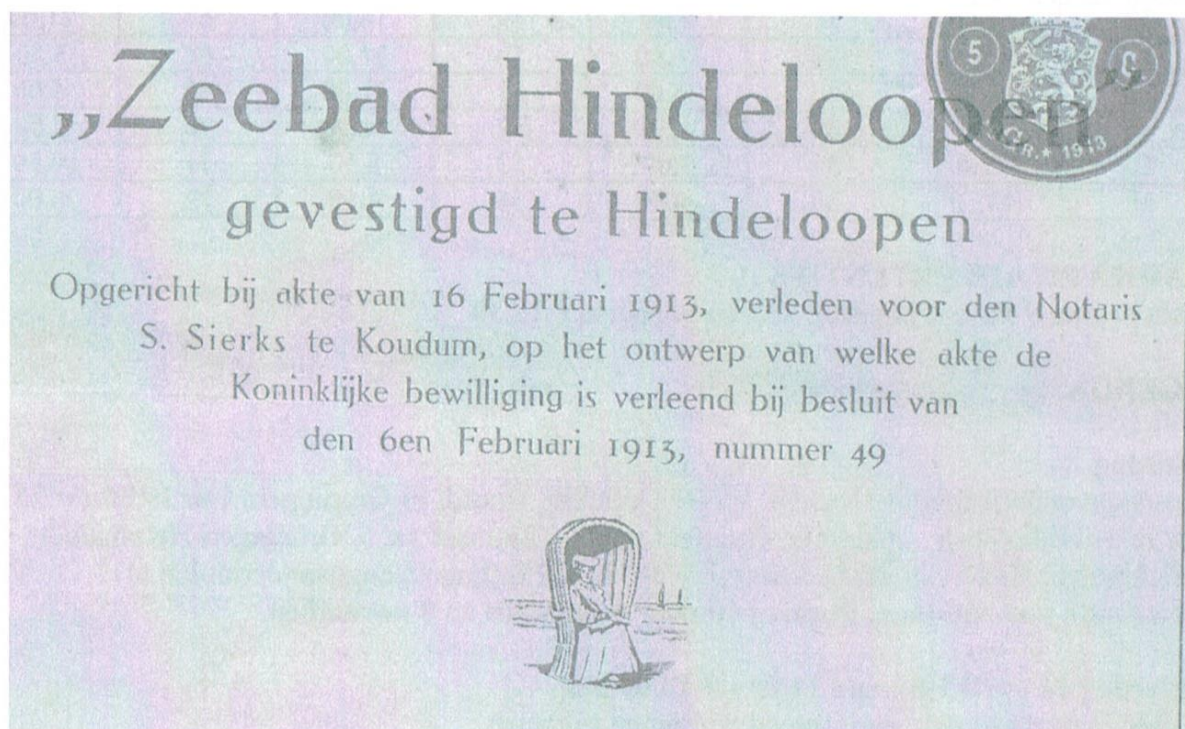 „Zeebad Hindeloopen”
gevestigd te Hindeloopen
Opgericht bij akte van 16 Februari 1913, verleden voor den Notaris
S. Sierks te Koudum, op het ontwerp van welke akte de
Koninklijke bewilliging is verleend bij besluit van
den 6en Februari 1913, nummer 49
5 C
G.R. * 1913